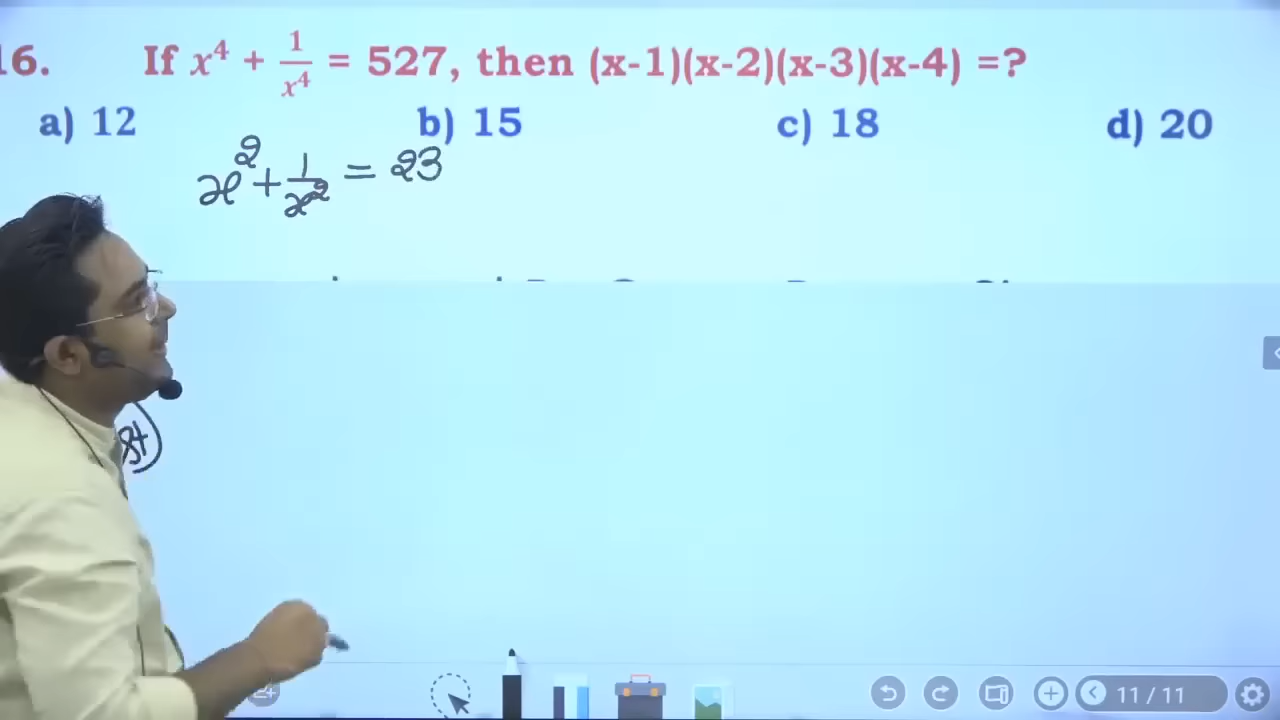 16. If x⁴ + 1/x⁴ = 527, then (x-1)(x-2)(x-3)(x-4) =?
a) 12 b) 15 c) 18 d) 20
x² + 1/x² = 23
11 / 11